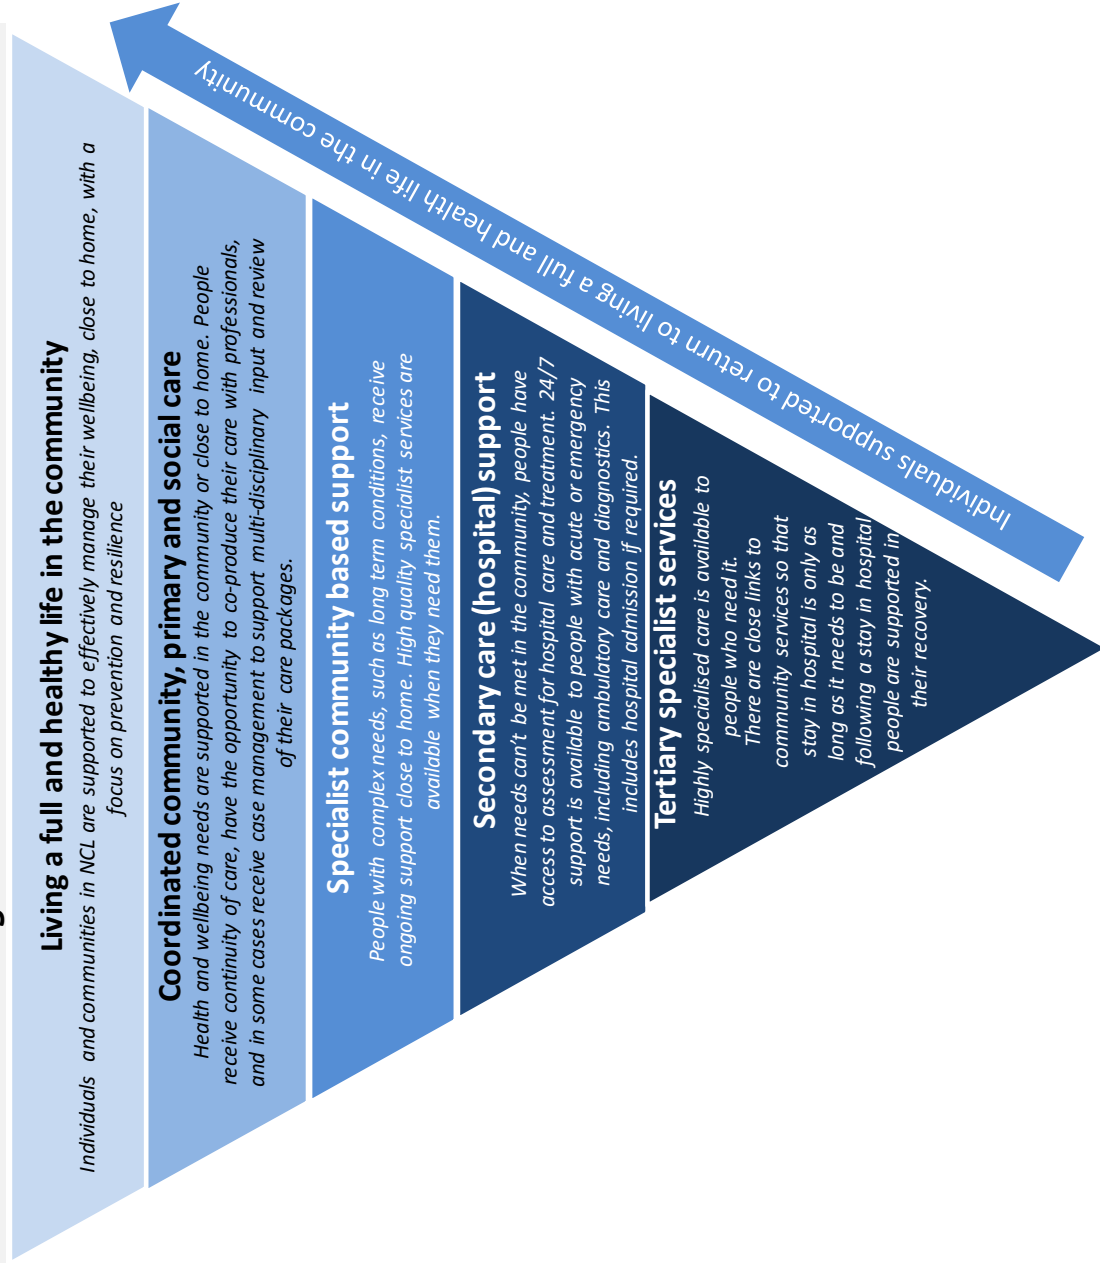 Living a full and healthy life in the community
Individuals and communities in NCL are supported to effectively manage their wellbeing, close to home, with a
focus on prevention and resilience
Coordinated community, primary and social care
Health and wellbeing needs are supported in the community or close to home. People
receive continuity of care, have the opportunity to co-produce their care with professionals,
and in some cases receive case management to support multi-disciplinary input and review
of their care packages.
Specialist community based support
People with complex needs, such as long term conditions, receive
ongoing support close to home. High quality specialist services are
available when they need them.
Secondary care (hospital) support
When needs can’t be met in the community, people have
access to assessment for hospital care and treatment. 24/7
support is available to people with acute or emergency
needs, including ambulatory care and diagnostics. This
includes hospital admission if required.
Tertiary specialist services
Highly specialised care is available to
people who need it.
There are close links to
community services so that
stay in hospital is only as
long as it needs to be and
following a stay in hospital
people are supported in
their recovery.
Individuals supported to return to living a full and health life in the community